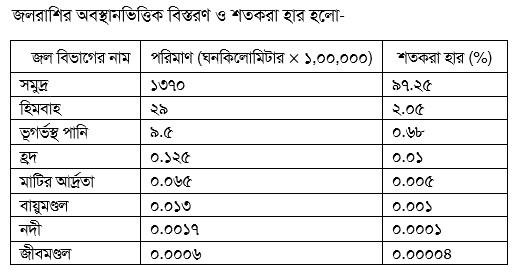 জলরাশির অবস্থানভিত্তিক বিস্তরণ ও শতকরা হার হলো-
জল বিভাগের নাম পরিমাণ (ঘনকিলোমিটার × ১,০০,০০০) শতকরা হার (%)
সমুদ্র ১৩৭০ ৯৭.২৫
হিমবাহ ২৯ ২.০৫
ভূগর্ভস্থ পানি ৯.৫ ০.৬৮
হ্রদ ০.১২৫ ০.০১
মাটির আর্দ্রতা ০.০৬৫ ০.০০৫
বায়ুমণ্ডল ০.০১৩ ০.০০১
নদী ০.০০১৭ ০.০০০১
জীবমণ্ডল ০.০০০৬ ০.০০০০৪